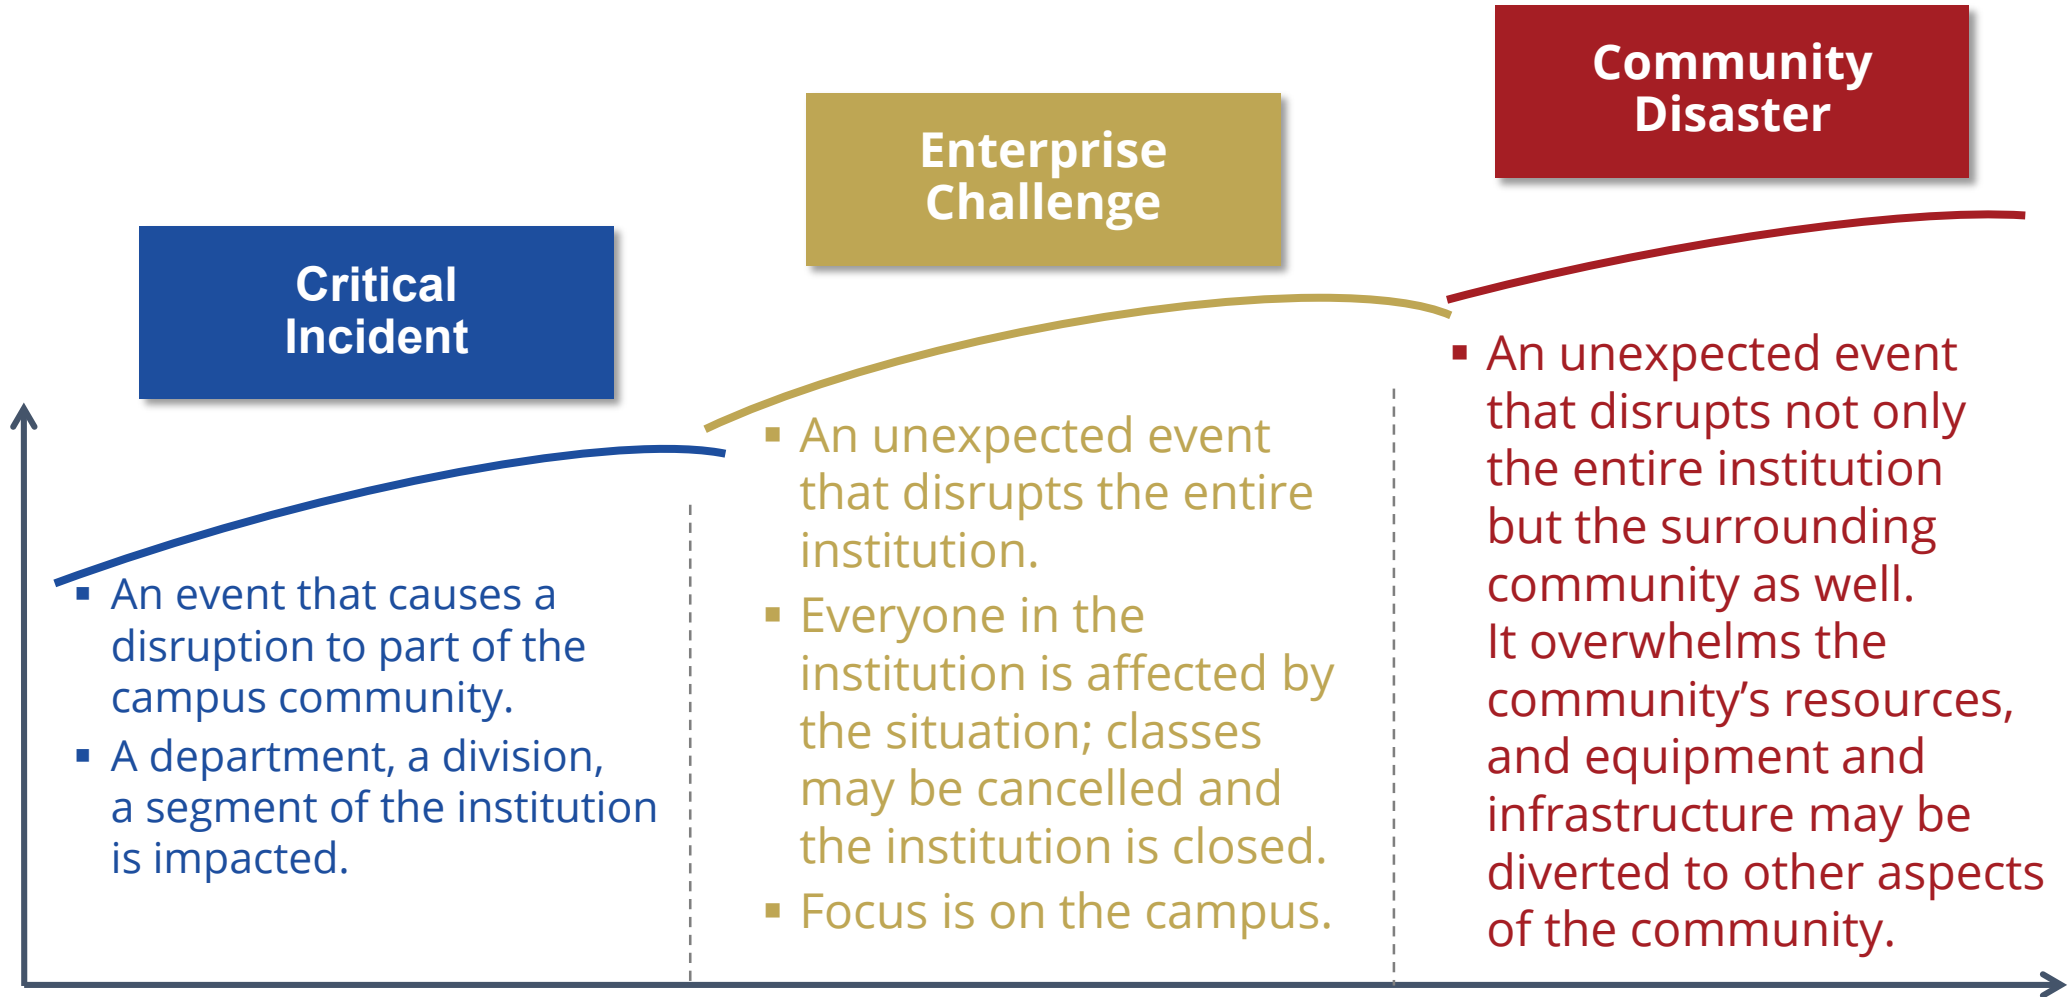 Critical
Incident
▪ An event that causes a
disruption to part of the
campus community.
▪ A department, a division,
a segment of the institution
is impacted.
Enterprise
Challenge
▪ An unexpected event
that disrupts the entire
institution.
▪ Everyone in the
institution is affected by
the situation; classes
may be cancelled and
the institution is closed.
▪ Focus is on the campus.
Community
Disaster
▪ An unexpected event
that disrupts not only
the entire institution
but the surrounding
community as well.
It overwhelms the
community’s resources,
and equipment and
infrastructure may be
diverted to other aspects
of the community.